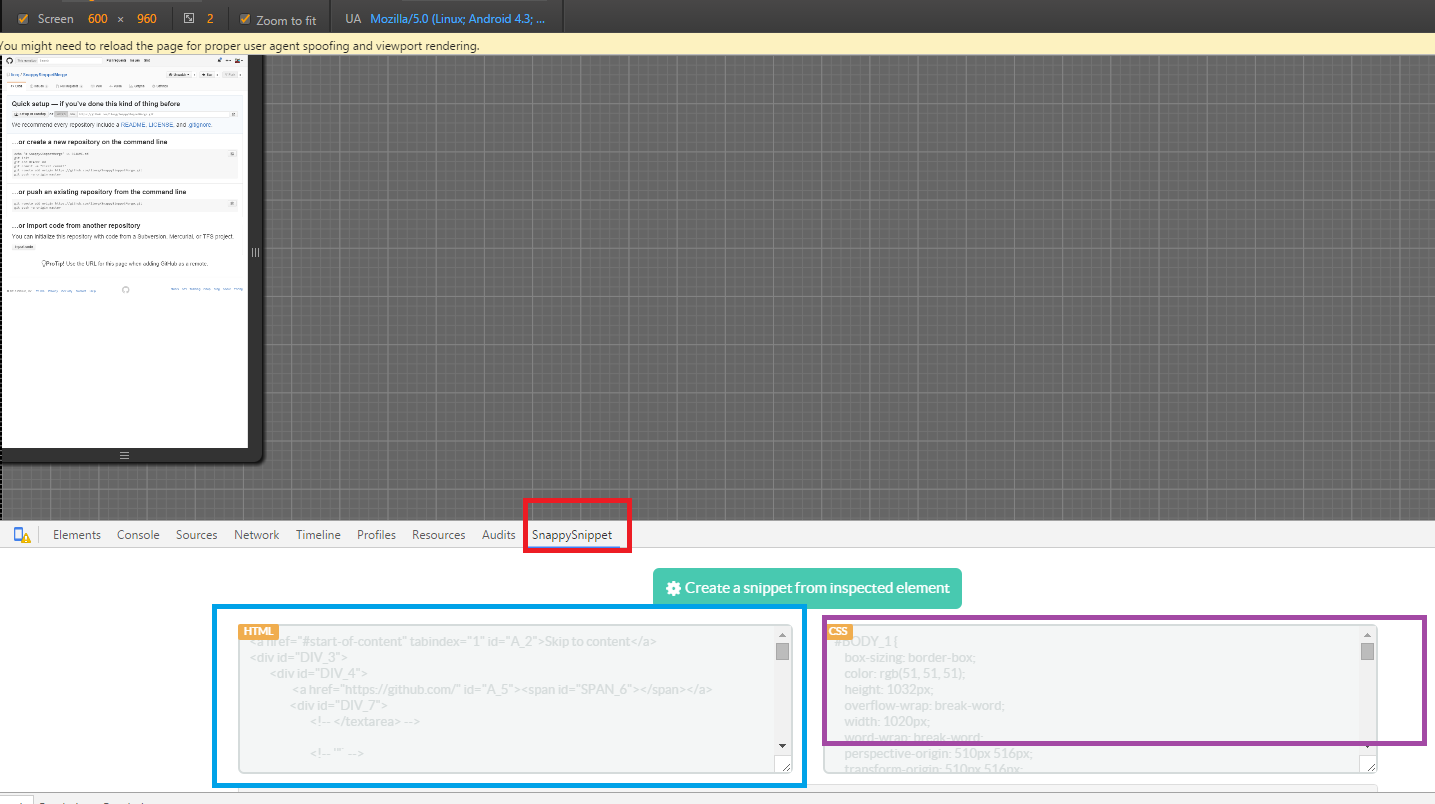 Screen 600 × 960 2 Zoom to fit UA Mozilla/5.0 (Linux; Android 4.3; ...
You might need to reload the page for proper user agent spoofing and viewport rendering.
Quick setup — if you've done this kind of thing before
We recommend every repository include a README, LICENSE, and .gitignore.
…or create a new repository on the command line
…or push an existing repository from the command line
…or import code from another repository
You can initialize this repository with code from a Subversion, Mercurial, or TFS project.
Import code
ProTip! Use the URL for this page when adding GitHub as a remote.
Elements Console Sources Network Timeline Profiles Resources Audits SnappySnippet
Create a snippet from inspected element
HTML
<a href="#start-of-content" tabindex="1" id="A_2">Skip to content</a>
<div id="DIV_3">
<div id="DIV_4">
<a href="https://github.com/" id="A_5"><span id="SPAN_6"></span></a>
<div id="DIV_7">
<!-- </textarea> -->
<!-- '"` -->
CSS
#BODY_1 {
box-sizing: border-box;
color: rgb(51, 51, 51);
height: 1032px;
overflow-wrap: break-word;
width: 1020px;
word-wrap: break-word;
perspective-origin: 510px 516px;
transform-origin: 510px 516px;